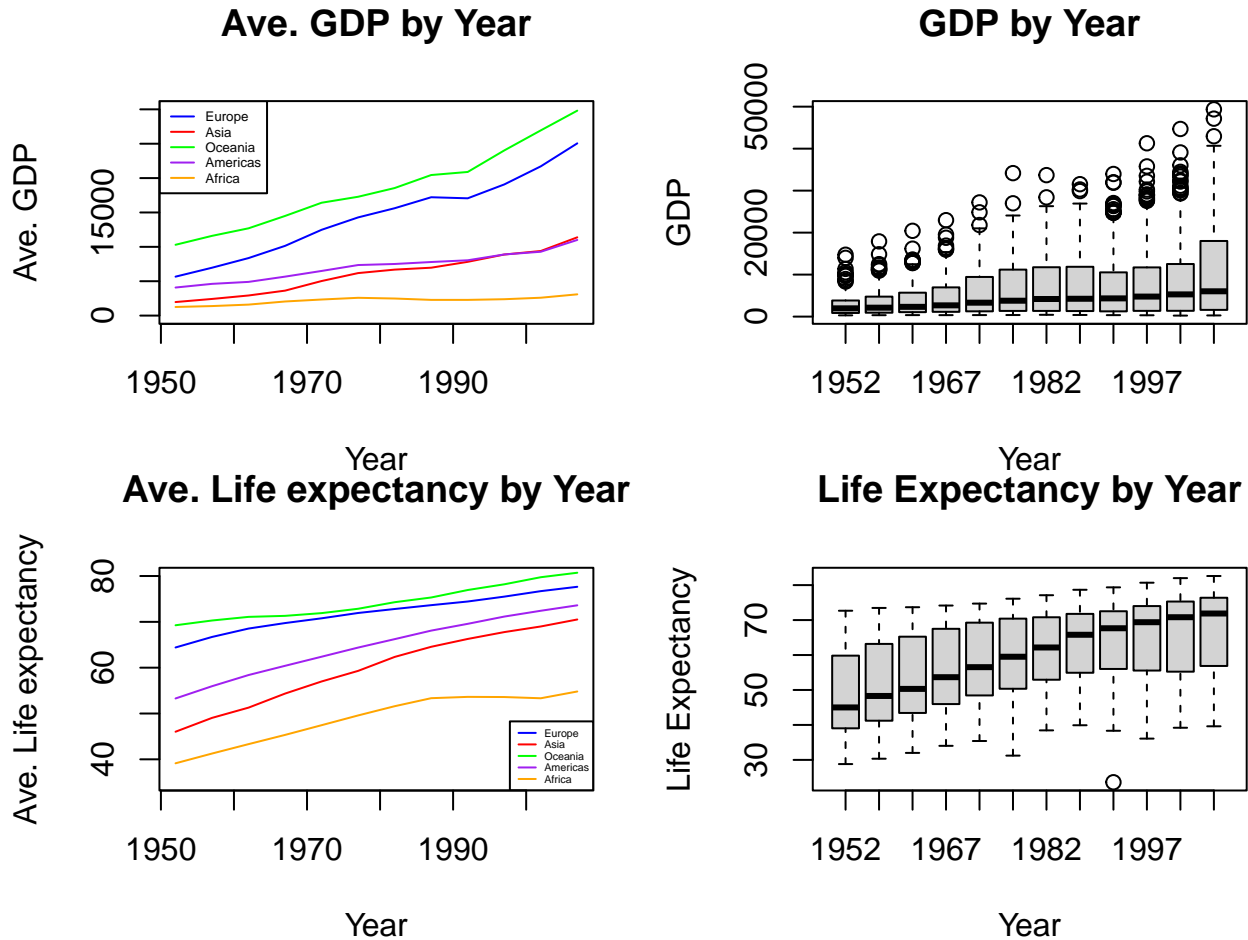 Ave. GDP by Year
Ave. GDP
0
15000
Europe
Asia
Oceania
Americas
Africa
1950
1970
1990
Year
GDP by Year
GDP
0
20000
50000
1952
1967
1982
1997
Year
Ave. Life expectancy by Year
Ave. Life expectancy
40
60
80
Europe
Asia
Oceania
Americas
Africa
1950
1970
1990
Year
Life Expectancy by Year
Life Expectancy
30
50
70
1952
1967
1982
1997
Year